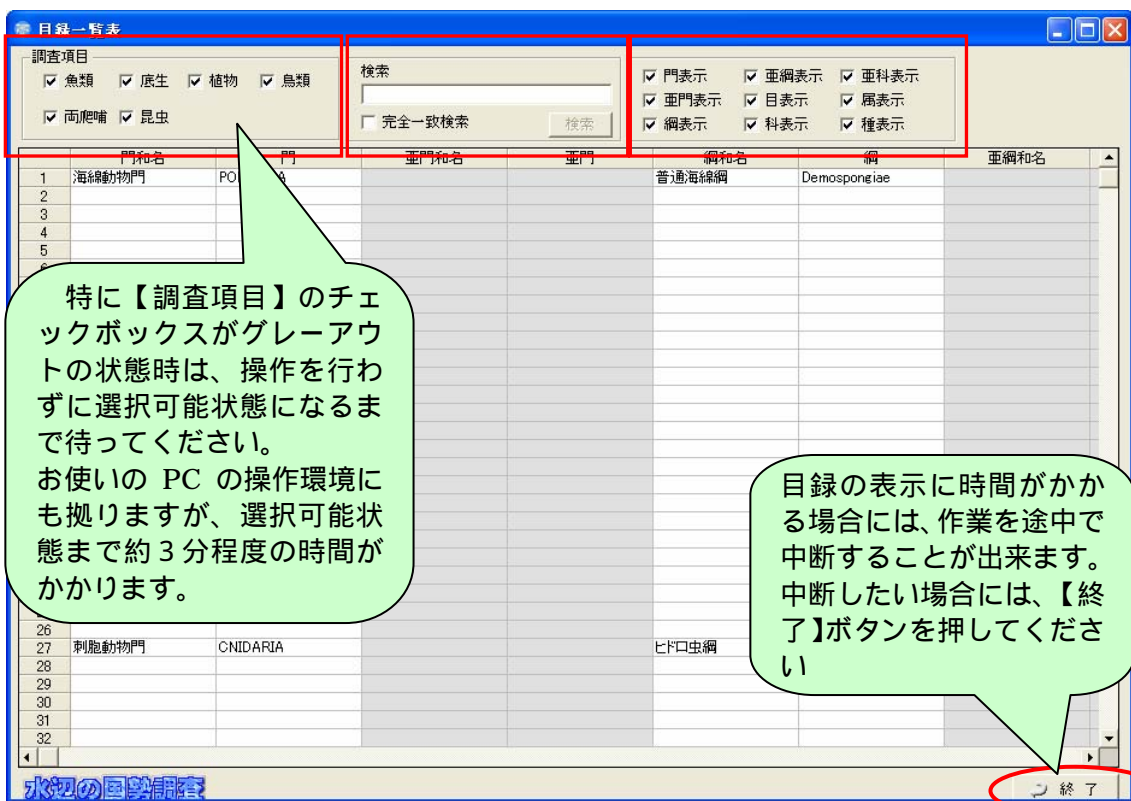 目録一覧表
調査項目
魚類 底生 植物 鳥類
両爬哺 昆虫
検索
完全一致検索 検索
門表示 亜綱表示 亜科表示
亜門表示 目表示 属表示
綱表示 科表示 種表示
門和名 門 亜門和名 亜門 綱和名 綱 亜綱和名
1 海綿動物門 PO A 普通海綿綱 Demospongiae
2
3
4
5
特に【調査項目】のチェ
ックボックスがグレーアウ
トの状態時は、操作を行わ
ずに選択可能状態になるま
で待ってください。
お使いの PC の操作環境に
も拠りますが、選択可能状
態まで約3分程度の時間が
かかります。
目録の表示に時間がかか
る場合には、作業を途中で
中断することが出来ます。
中断したい場合には、【終
了】ボタンを押してくださ
い
26
27 刺胞動物門 CNIDARIA ヒドロ虫綱
28
29
30
31
32
水辺の国勢調査
終了